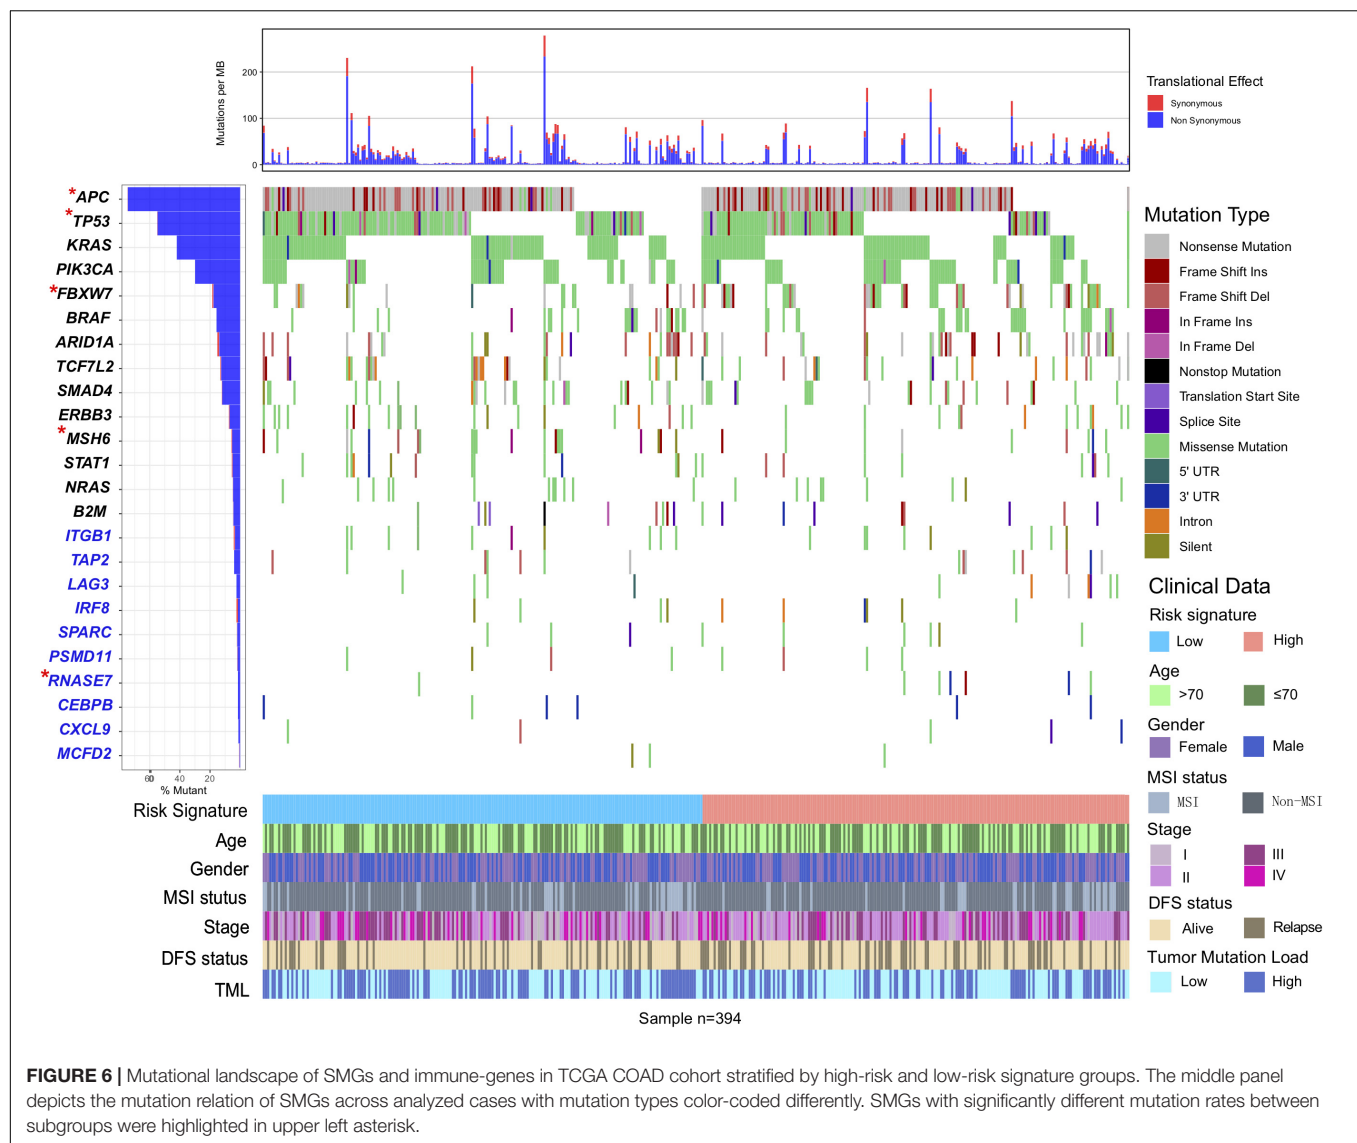 Mutations per MB
200
100
0
Translational Effect
Synonymous
Non Synonymous
*APC
*TP53
KRAS
PIK3CA
*FBXW7
BRAF
ARID1A
TCF7L2
SMAD4
ERBB3
*MSH6
STAT1
NRAS
B2M
ITGB1
TAP2
LAG3
IRF8
SPARC
PSMD11
*RNASE7
CEBPB
CXCL9
MCFD2
40 20
% Mutant
Mutation Type
Nonsense Mutation
Frame Shift Ins
Frame Shift Del
In Frame Ins
In Frame Del
Nonstop Mutation
Translation Start Site
Splice Site
Missense Mutation
5' UTR
3' UTR
Intron
Silent
Clinical Data
Risk signature
Low High
Age
>70 ≤70
Gender
Female Male
MSI status
MSI Non-MSI
Stage
I III
II IV
DFS status
Alive Relapse
Tumor Mutation Load
Low High
Risk Signature
Age
Gender
MSI stutus
Stage
DFS status
TML
Sample n=394
FIGURE 6 | Mutational landscape of SMGs and immune-genes in TCGA COAD cohort stratified by high-risk and low-risk signature groups. The middle panel
depicts the mutation relation of SMGs across analyzed cases with mutation types color-coded differently. SMGs with significantly different mutation rates between
subgroups were highlighted in upper left asterisk.